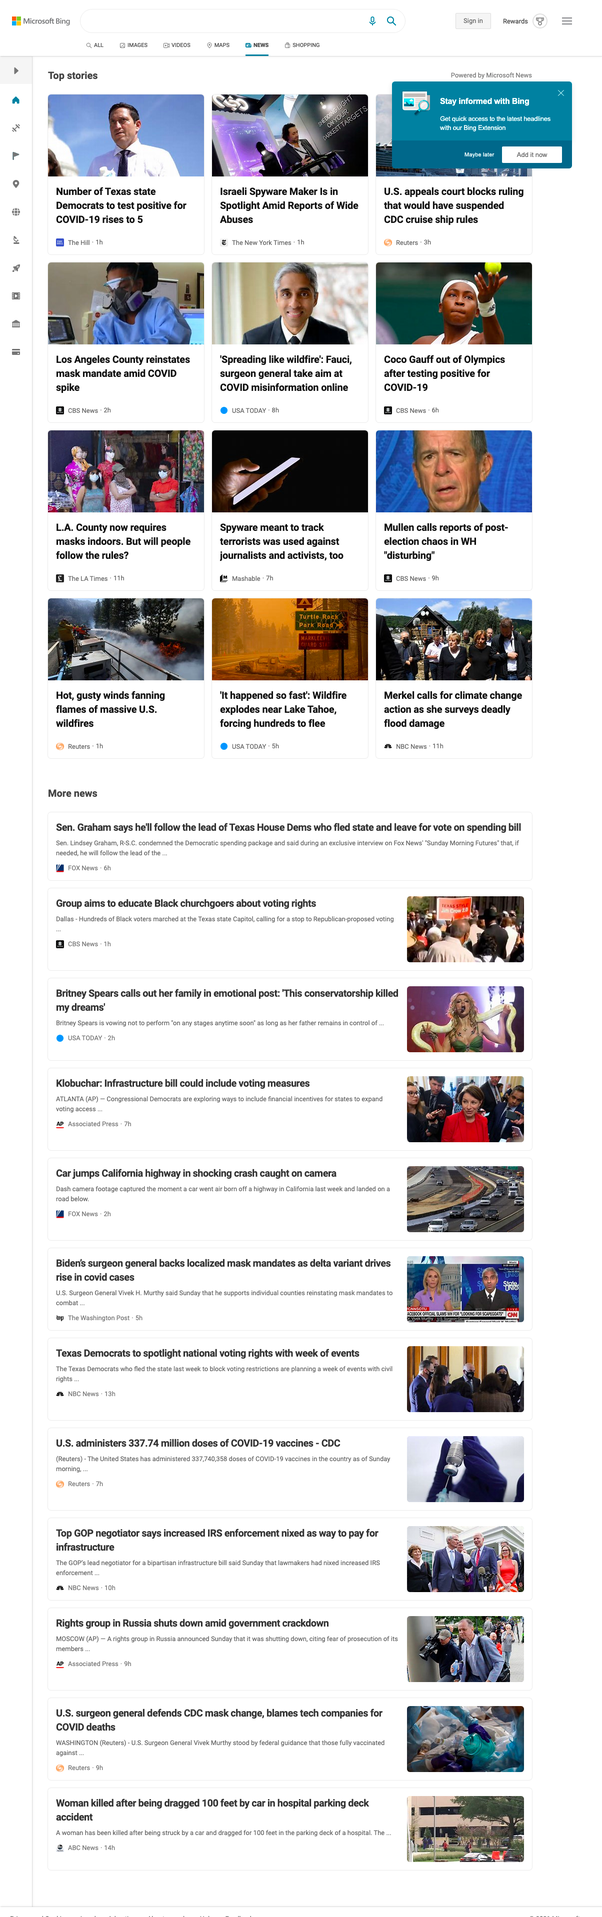 Microsoft Bing
Sign in
Rewards
ALL
IMAGES
VIDEOS
MAPS
NEWS
SHOPPING
Top stories
Powered by Microsoft News
Stay informed with Bing
Get quick access to the latest headlines
with our Bing Extension
Maybe later
Add it now
Number of Texas state
Democrats to test positive for
COVID-19 rises to 5
The Hill · 1h
Israeli Spyware Maker Is in
Spotlight Amid Reports of Wide
Abuses
The New York Times · 1h
U.S. appeals court blocks ruling
that would have suspended
CDC cruise ship rules
Reuters · 3h
Los Angeles County reinstates
mask mandate amid COVID
spike
CBS News · 2h
'Spreading like wildfire': Fauci,
surgeon general take aim at
COVID misinformation online
USA TODAY · 8h
Coco Gauff out of Olympics
after testing positive for
COVID-19
CBS News · 6h
L.A. County now requires
masks indoors. But will people
follow the rules?
The LA Times · 11h
Spyware meant to track
terrorists was used against
journalists and activists, too
Mashable · 7h
Mullen calls reports of post-
election chaos in WH
"disturbing"
CBS News · 9h
Turtle Rock
Park Road
Hot, gusty winds fanning
flames of massive U.S.
wildfires
Reuters · 1h
'It happened so fast': Wildfire
explodes near Lake Tahoe,
forcing hundreds to flee
USA TODAY · 5h
Merkel calls for climate change
action as she surveys deadly
flood damage
NBC News · 11h
More news
Sen. Graham says he'll follow the lead of Texas House Dems who fled state and leave for vote on spending bill
Sen. Lindsey Graham, R-S.C. condemned the Democratic spending package and said during an exclusive interview on Fox News' "Sunday Morning Futures" that, if
needed, he will follow the lead of the ...
FOX News · 6h
Group aims to educate Black churchgoers about voting rights
Dallas - Hundreds of Black voters marched at the Texas state Capitol, calling for a stop to Republican-proposed voting
...
CBS News · 1h
Britney Spears calls out her family in emotional post: 'This conservatorship killed
my dreams'
Britney Spears is vowing not to perform "on any stages anytime soon" as long as her father remains in control of ...
USA TODAY · 2h
Klobuchar: Infrastructure bill could include voting measures
ATLANTA (AP) — Congressional Democrats are exploring ways to include financial incentives for states to expand
voting access ...
AP Associated Press · 7h
Car jumps California highway in shocking crash caught on camera
Dash camera footage captured the moment a car went air born off a highway in California last week and landed on a
road below.
FOX News · 2h
Biden's surgeon general backs localized mask mandates as delta variant drives
rise in covid cases
U.S. Surgeon General Vivek H. Murthy said Sunday that he supports individual counties reinstating mask mandates to
combat ...
wp The Washington Post · 5h
CNN
Texas Democrats to spotlight national voting rights with week of events
The Texas Democrats who fled the state last week to block voting restrictions are planning a week of events with civil
rights ...
NBC News · 13h
U.S. administers 337.74 million doses of COVID-19 vaccines - CDC
(Reuters) - The United States has administered 337,740,358 doses of COVID-19 vaccines in the country as of Sunday
morning, ...
Reuters · 7h
Top GOP negotiator says increased IRS enforcement nixed as way to pay for
infrastructure
The GOP's lead negotiator for a bipartisan infrastructure bill said Sunday that lawmakers had nixed increased IRS
enforcement ...
NBC News · 10h
Rights group in Russia shuts down amid government crackdown
MOSCOW (AP) — A rights group in Russia announced Sunday that it was shutting down, citing fear of prosecution of its
members ...
AP Associated Press · 9h
U.S. surgeon general defends CDC mask change, blames tech companies for
COVID deaths
WASHINGTON (Reuters) - U.S. Surgeon General Vivek Murthy stood by federal guidance that those fully vaccinated
against ...
Reuters · 9h
Woman killed after being dragged 100 feet by car in hospital parking deck
accident
A woman has been killed after being struck by a car and dragged for 100 feet in the parking deck of a hospital. The ...
ABC News · 14h